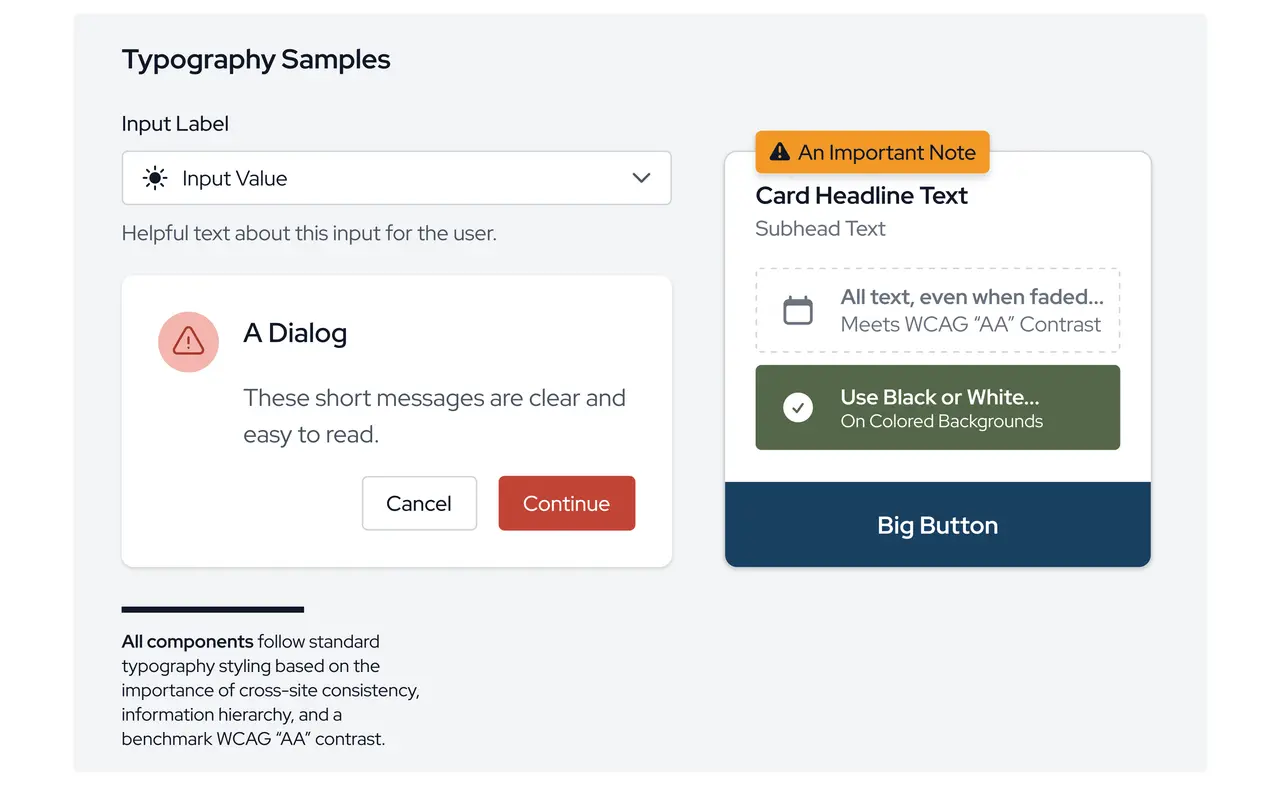 Typography Samples
Input Label
Input Value
Helpful text about this input for the user.
A Dialog
These short messages are clear and
easy to read.
Cancel
Continue
An Important Note
Card Headline Text
Subhead Text
All text, even when faded...
Meets WCAG “AA” Contrast
Use Black or White...
On Colored Backgrounds
Big Button
All components follow standard
typography styling based on the
importance of cross-site consistency,
information hierarchy, and a
benchmark WCAG “AA” contrast.